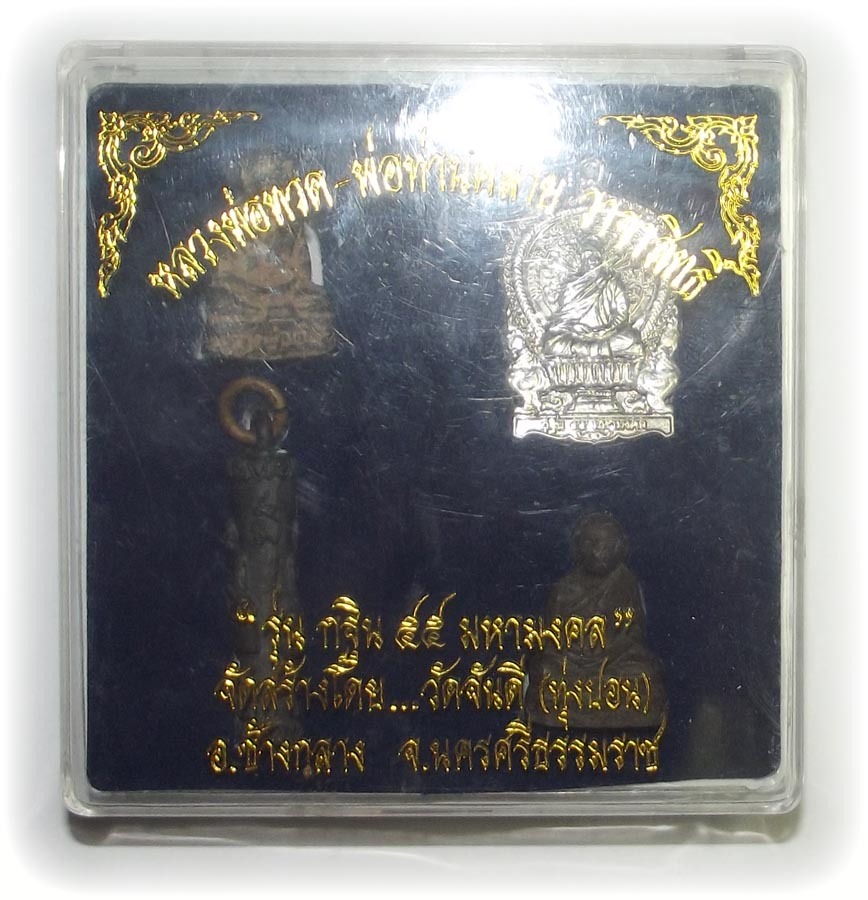 หลวงพ่อพวด - พ่อท่านคล้าย วาจาสิทธิ์
“ รุ่น กฐิน ๕๕ มหามงคล ”
จัดสร้างโดย...วัดจันดี (ทุ่งปอน)
อ.ช้างกลาง จ.นครศรีธรรมราช